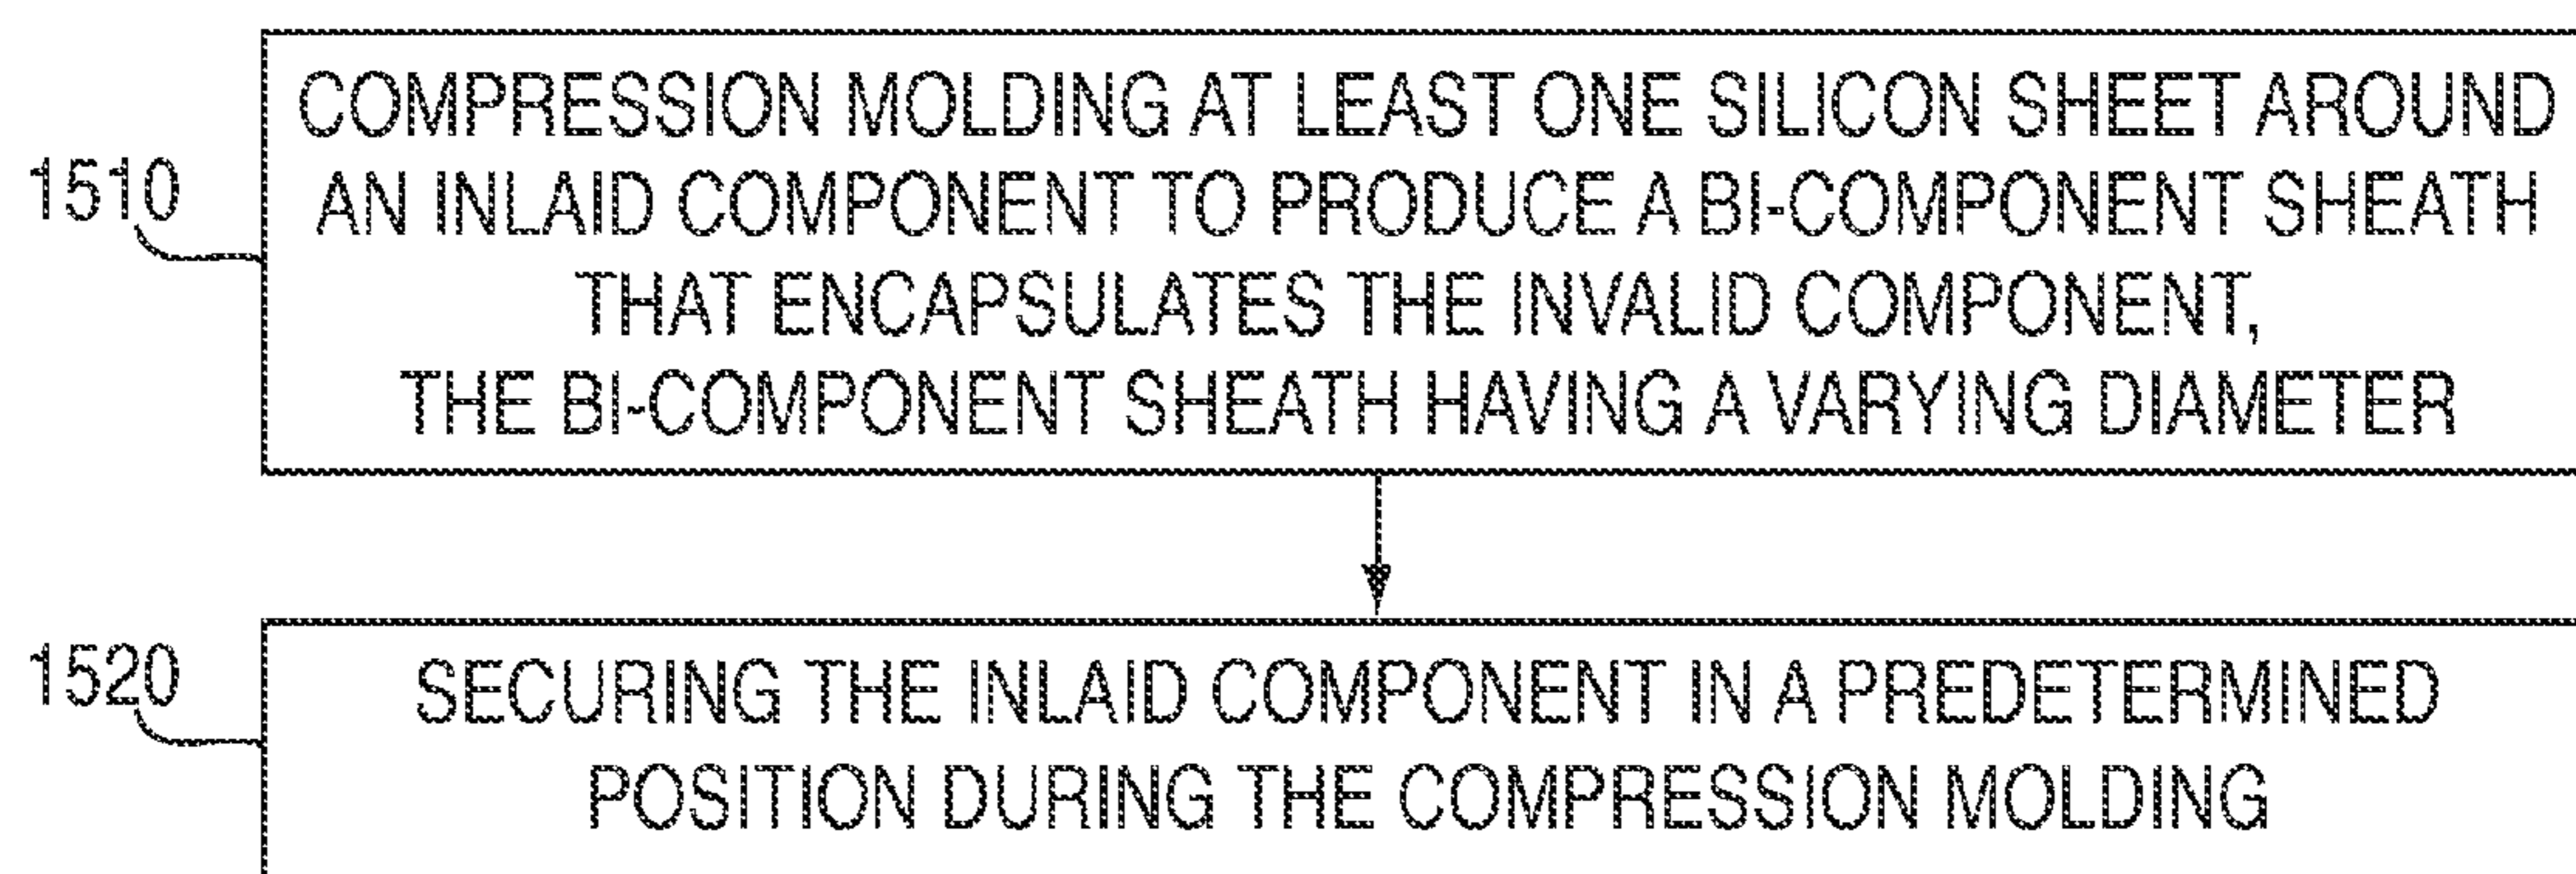 1510
COMPRESSION MOLDING AT LEAST ONE SILICON SHEET AROUND
AN INLAID COMPONENT TO PRODUCE A BI-COMPONENT SHEATH
THAT ENCAPSULATES THE INVALID COMPONENT,
THE BI-COMPONENT SHEATH HAVING A VARYING DIAMETER
1520
SECURING THE INLAID COMPONENT IN A PREDETERMINED
POSITION DURING THE COMPRESSION MOLDING